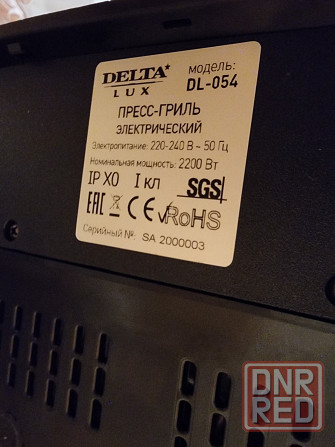 DELTA
LUX
модель:
DL-054
ПРЕСС-ГРИЛЬ
ЭЛЕКТРИЧЕСКИЙ
Электропитание: 220-240 В ~ 50 Гц
Номинальная мощность: 2200 Вт
IP X0 I кл SGS
EAC CE RoHS
Серийный №: SA 2000003
DNR
RED